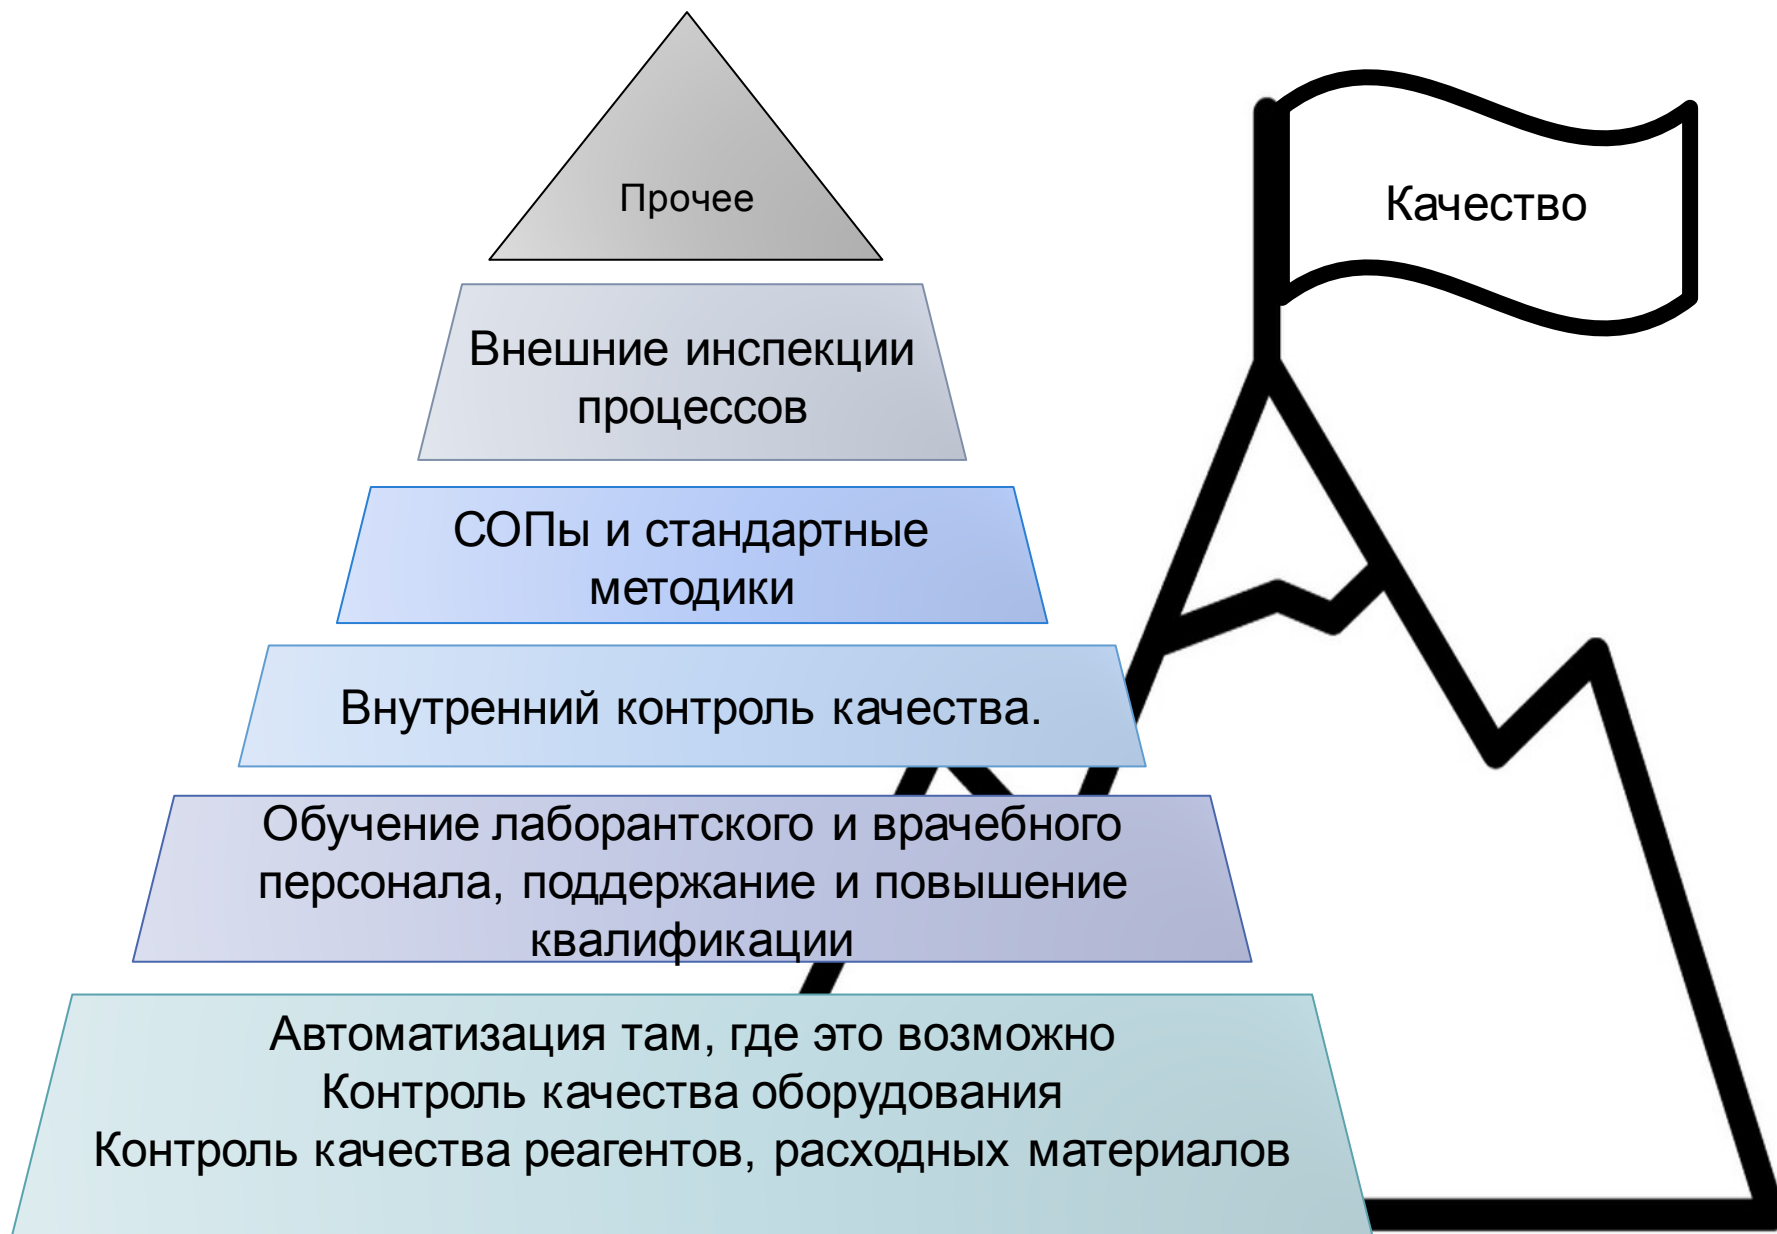 Прочее
Качество
Внешние инспекции
процессов
СОПы и стандартные
методики
Внутренний контроль качества.
Обучение лаборантского и врачебного
персонала, поддержание и повышение
квалификации
Автоматизация там, где это возможно
Контроль качества оборудования
Контроль качества реагентов, расходных материалов